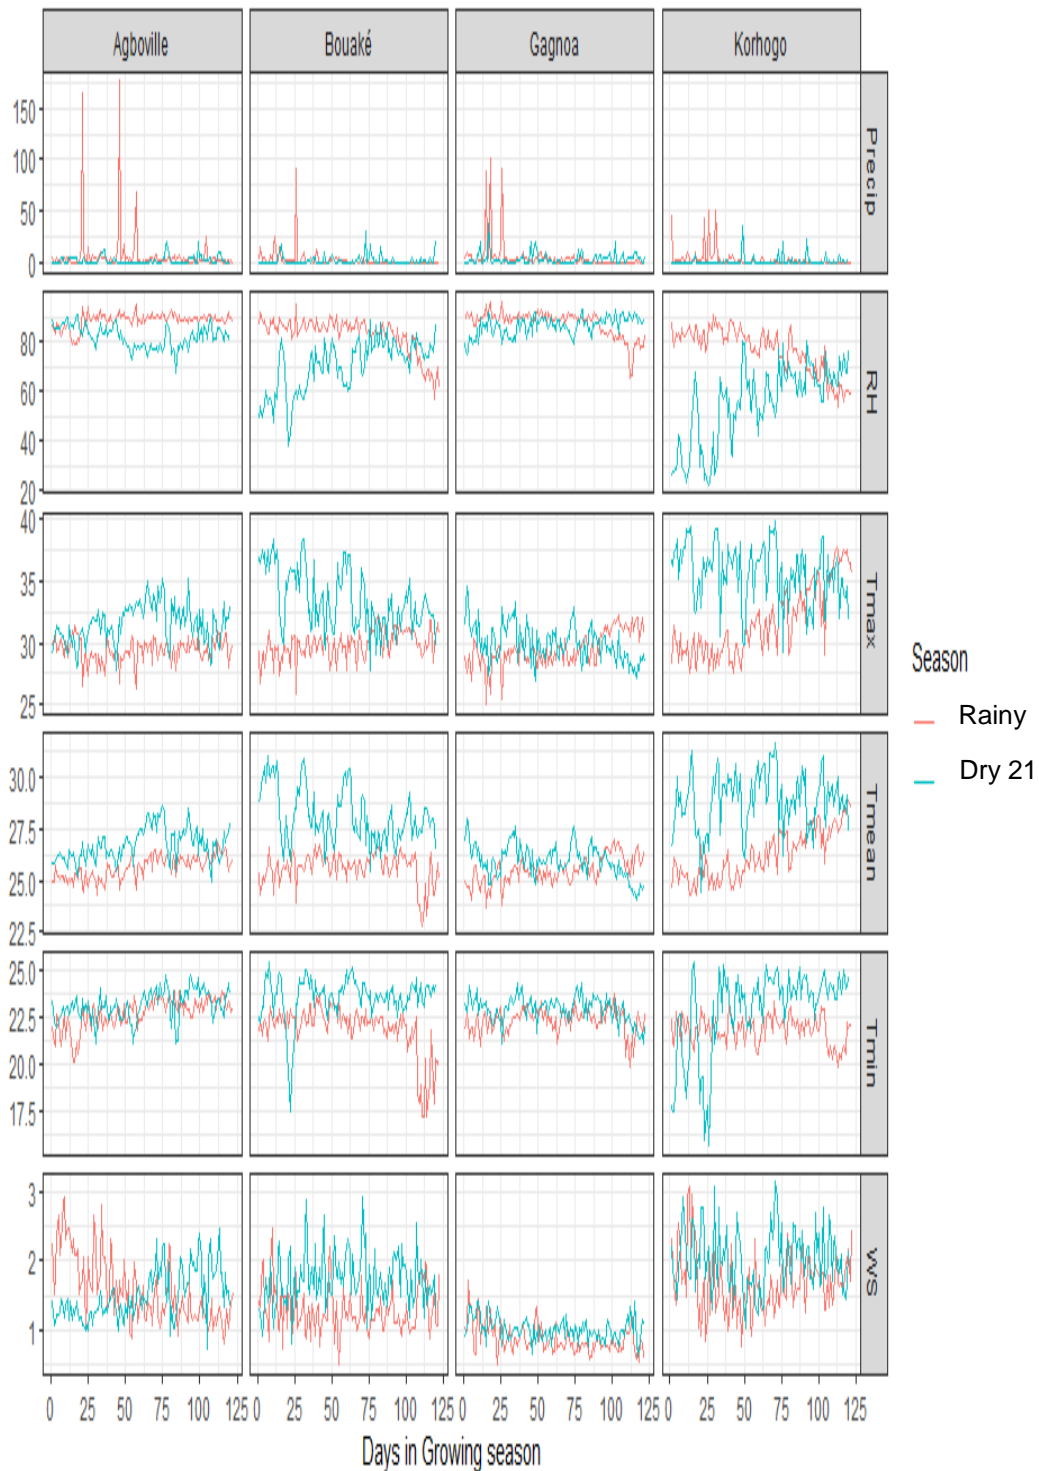 Agboville Bouaké Gagnoa Korhogo
150
100
50
0
Precip
80
60
40
20
RH
40
35
30
25
Tmax
30.0
27.5
25.0
22.5
Tmean
25.0
22.5
20.0
17.5
Tmin
3
2
1
WS
0 25 50 75 100 125 0 25 50 75 100 125 0 25 50 75 100 125 0 25 50 75 100 125
Days in Growing season
Season
Rainy
Dry 21